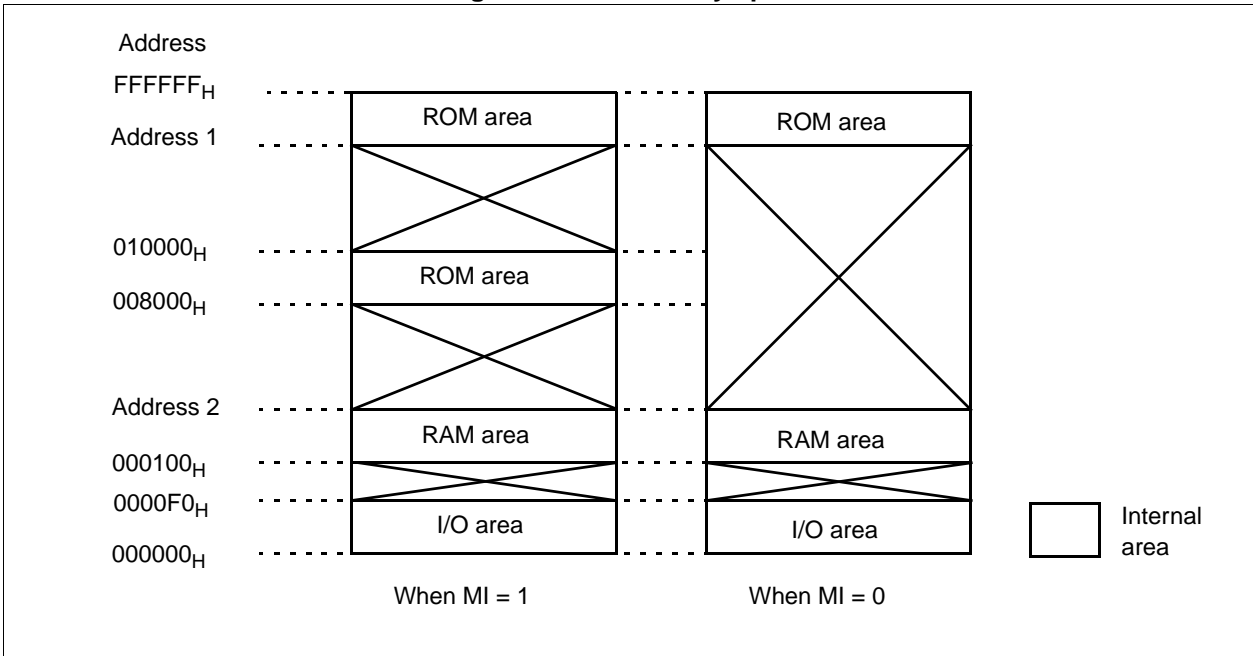 Address
FFFFFFH
ROM area
ROM area
Address 1
010000H
ROM area
008000H
Address 2
RAM area
RAM area
000100H
0000F0H
I/O area
I/O area
Internal
area
000000H
When MI = 1
When MI = 0